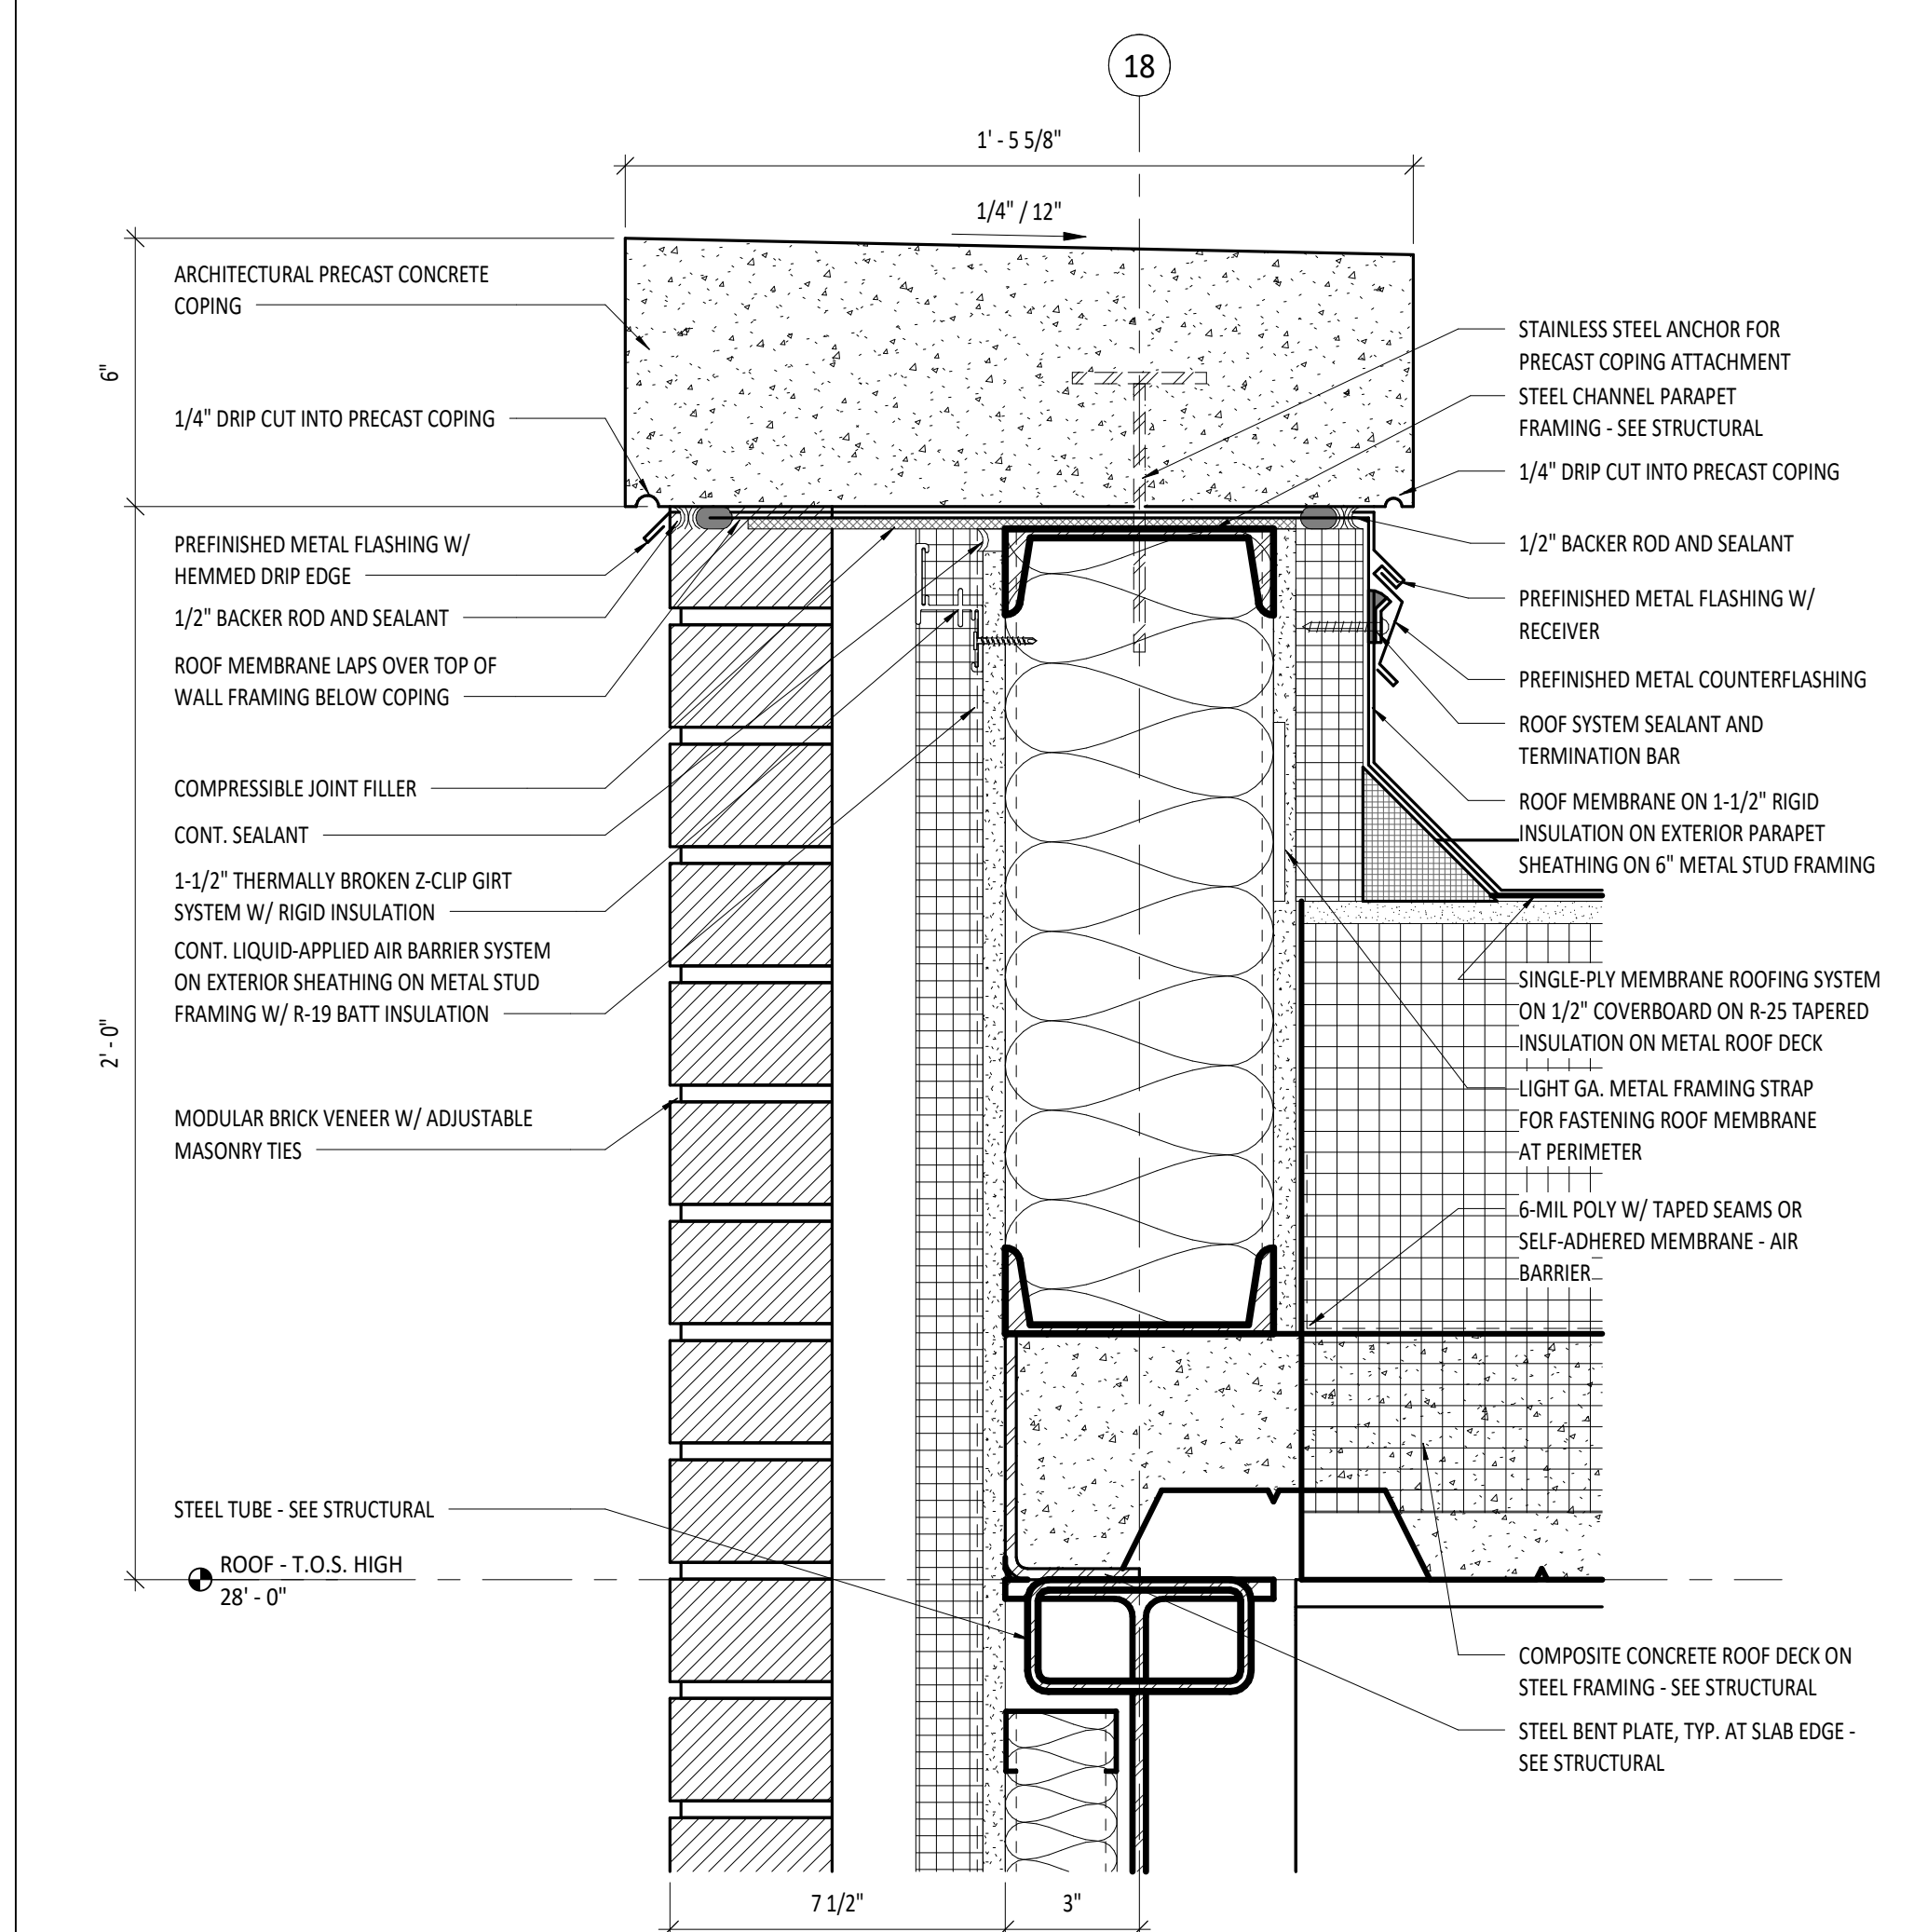 18
1' - 5 5/8"
1/4" / 12"
6"
2' - 0"
ARCHITECTURAL PRECAST CONCRETE
COPING
1/4" DRIP CUT INTO PRECAST COPING
PREFINISHED METAL FLASHING W/
HEMMED DRIP EDGE
1/2" BACKER ROD AND SEALANT
ROOF MEMBRANE LAPS OVER TOP OF
WALL FRAMING BELOW COPING
COMPRESSIBLE JOINT FILLER
CONT. SEALANT
1-1/2" THERMALLY BROKEN Z-CLIP GIRT
SYSTEM W/ RIGID INSULATION
CONT. LIQUID-APPLIED AIR BARRIER SYSTEM
ON EXTERIOR SHEATHING ON METAL STUD
FRAMING W/ R-19 BATT INSULATION
MODULAR BRICK VENEER W/ ADJUSTABLE
MASONRY TIES
STEEL TUBE - SEE STRUCTURAL
ROOF - T.O.S. HIGH
28' - 0"
STAINLESS STEEL ANCHOR FOR
PRECAST COPING ATTACHMENT
STEEL CHANNEL PARAPET
FRAMING - SEE STRUCTURAL
1/4" DRIP CUT INTO PRECAST COPING
1/2" BACKER ROD AND SEALANT
PREFINISHED METAL FLASHING W/
RECEIVER
PREFINISHED METAL COUNTERFLASHING
ROOF SYSTEM SEALANT AND
TERMINATION BAR
ROOF MEMBRANE ON 1-1/2" RIGID
INSULATION ON EXTERIOR PARAPET
SHEATHING ON 6" METAL STUD FRAMING
SINGLE-PLY MEMBRANE ROOFING SYSTEM
ON 1/2" COVERBOARD ON R-25 TAPERED
INSULATION ON METAL ROOF DECK
LIGHT GA. METAL FRAMING STRAP
FOR FASTENING ROOF MEMBRANE
AT PERIMETER
6-MIL POLY W/ TAPED SEAMS OR
SELF-ADHERED MEMBRANE - AIR
BARRIER
COMPOSITE CONCRETE ROOF DECK ON
STEEL FRAMING - SEE STRUCTURAL
STEEL BENT PLATE, TYP. AT SLAB EDGE -
SEE STRUCTURAL
7 1/2"
3"